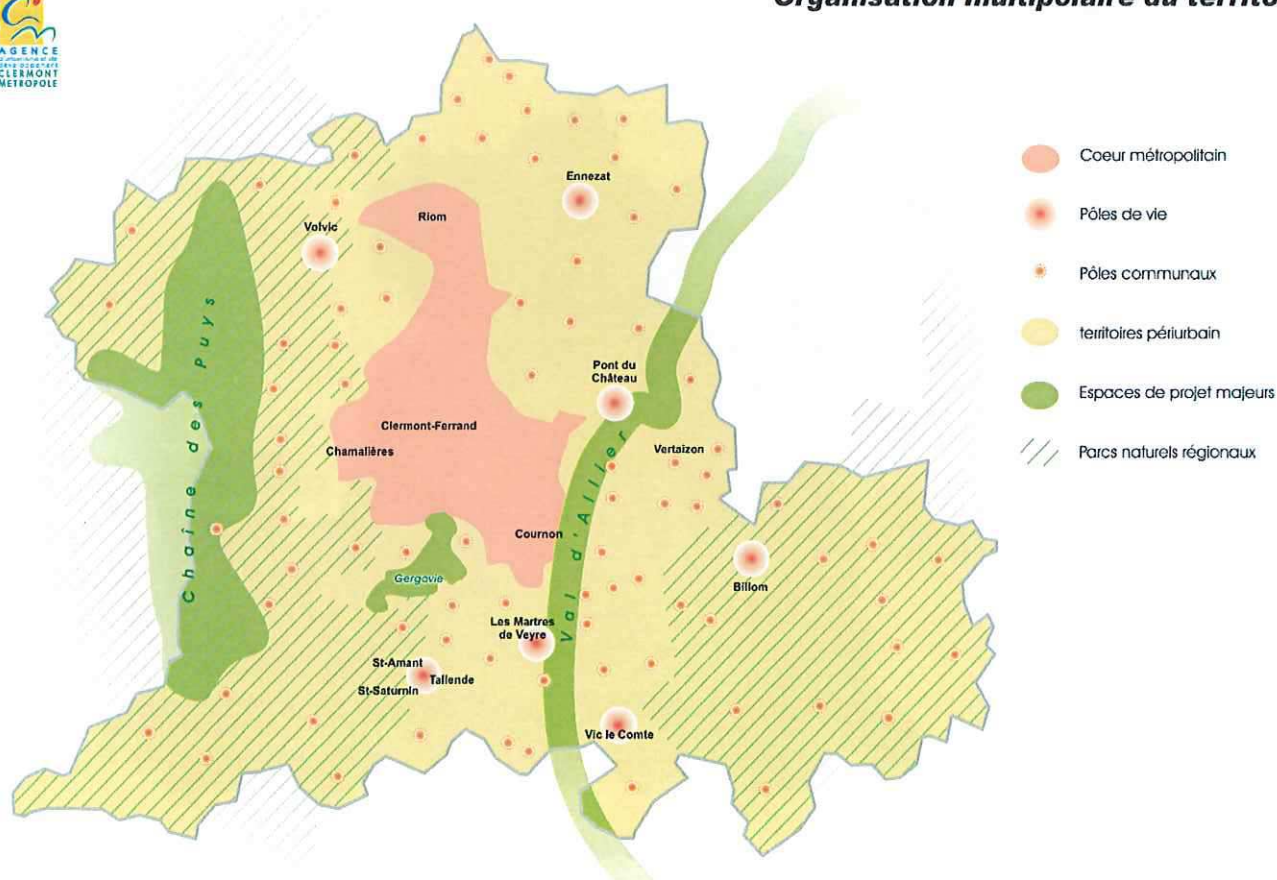 Organisation multipolaire du territo
AGENCE
CLERMONT
METROPOLE
Coeur métropolitain
Pôles de vie
Pôles communaux
territoires périurbain
Espaces de projet majeurs
Parcs naturels régionaux
Ennezat
Riom
Volvic
Chaîne des Puys
Pont du
Château
Clermont-Ferrand
Chamalières
Vertaizon
Val d'Allier
Cournon
Gergovie
Billom
Les Martres
de Veyre
St-Amant
Tallende
St-Saturnin
Vic le Comte